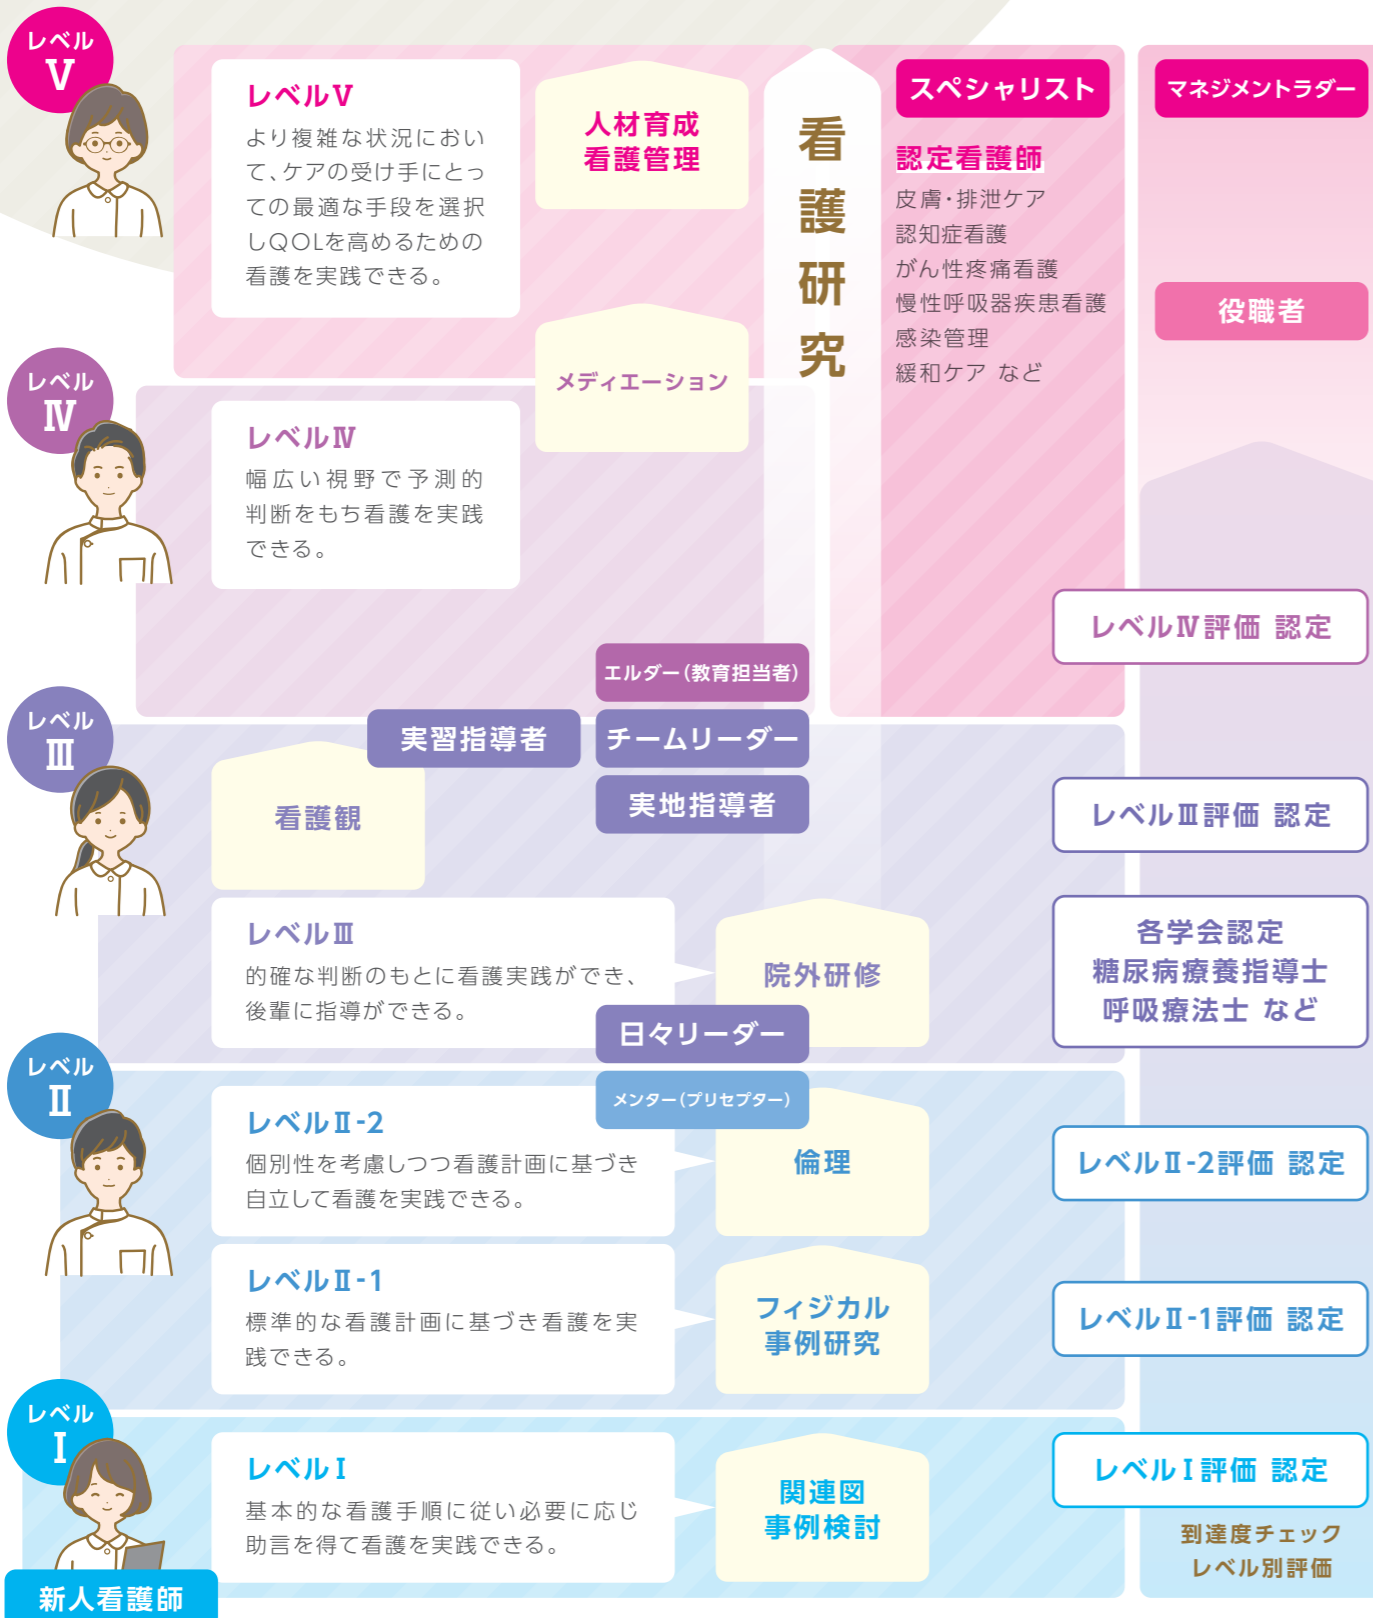 レベル
Ⅴ
レベルⅤ
より複雑な状況におい
て、ケアの受け手にとっ
ての最適な手段を選択
しQOLを高めるための
看護を実践できる。
人材育成
看護管理
看護研究
スペシャリスト
認定看護師
皮膚・排泄ケア
認知症看護
がん性疼痛看護
慢性呼吸器疾患看護
感染管理
緩和ケア など
マネジメントラダー
役職者
レベル
Ⅳ
レベルⅣ
幅広い視野で予測的
判断をもち看護を実践
できる。
メディエーション
レベルⅣ評価 認定
エルダー(教育担当者)
レベル
Ⅲ
実習指導者
チームリーダー
実地指導者
看護観
レベルⅢ評価 認定
レベルⅢ
的確な判断のもとに看護実践ができ、
後輩に指導ができる。
院外研修
日々リーダー
各学会認定
糖尿病療養指導士
呼吸療法士 など
レベル
Ⅱ
メンター(プリセプター)
レベルⅡ-2
個別性を考慮しつつ看護計画に基づき
自立して看護を実践できる。
倫理
レベルⅡ-2評価 認定
レベルⅡ-1
標準的な看護計画に基づき看護を実
践できる。
フィジカル
事例研究
レベルⅡ-1評価 認定
レベル
Ⅰ
新人看護師
レベルⅠ
基本的な看護手順に従い必要に応じ
助言を得て看護を実践できる。
関連図
事例検討
レベルⅠ評価 認定
到達度チェック
レベル別評価